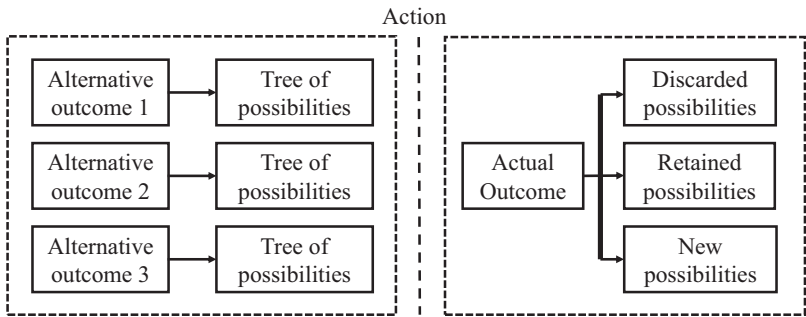 Action
Alternative
outcome 1
Tree of
possibilities
Alternative
outcome 2
Tree of
possibilities
Alternative
outcome 3
Tree of
possibilities
Actual
Outcome
Discarded
possibilities
Retained
possibilities
New
possibilities